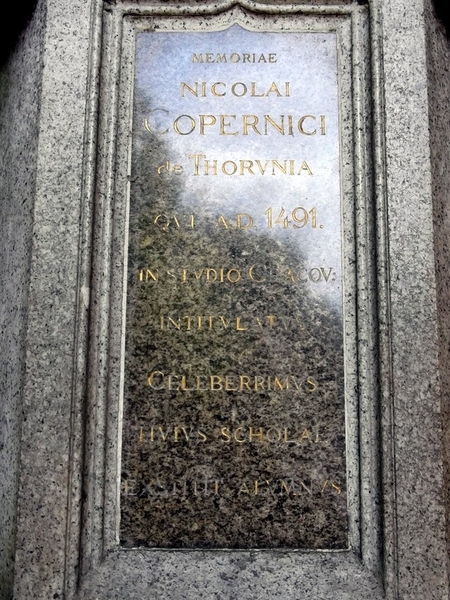 MEMORIAE
NICOLAI
COPERNICI
de THORVNIA
QVI A.D. 1491.
IN STVDIO CRACOV:
INTITVLATVS
CELEBERRIMVS
HVIVS SCHOLAE
EXSTITIT ALVMNVS